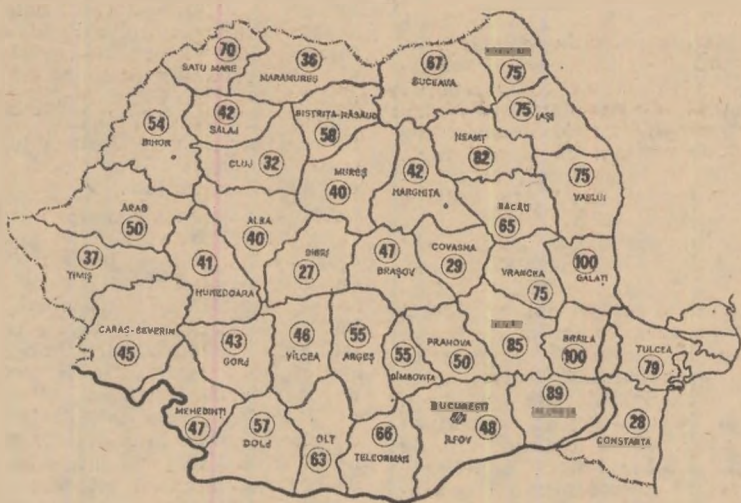 70
SATU MARE
36
MARAMUREȘ
67
SUCEAVA
75
75
IAȘI
42
SĂLAJ
BISTRIȚA-NĂSĂUD
58
54
BIHOR
CLUJ
32
NEAMȚ
82
MUREȘ
40
42
HARGHITA
75
VASLUI
BACĂU
65
ARAD
50
ALBA
40
SIBIU
27
47
BRAȘOV
COVASNA
29
VRANCEA
75
100
GALAȚI
37
TIMIȘ
41
HUNEDOARA
CARAȘ-SEVERIN
45
43
GORJ
46
VÎLCEA
55
ARGEȘ
55
DÎMBOVIȚA
PRAHOVA
50
85
BRĂILA
100
TULCEA
79
MEHEDINȚI
47
57
DOLJ
OLT
63
66
TELEORMAN
BUCUREȘTI
ILFOV
48
89
28
CONSTANȚA